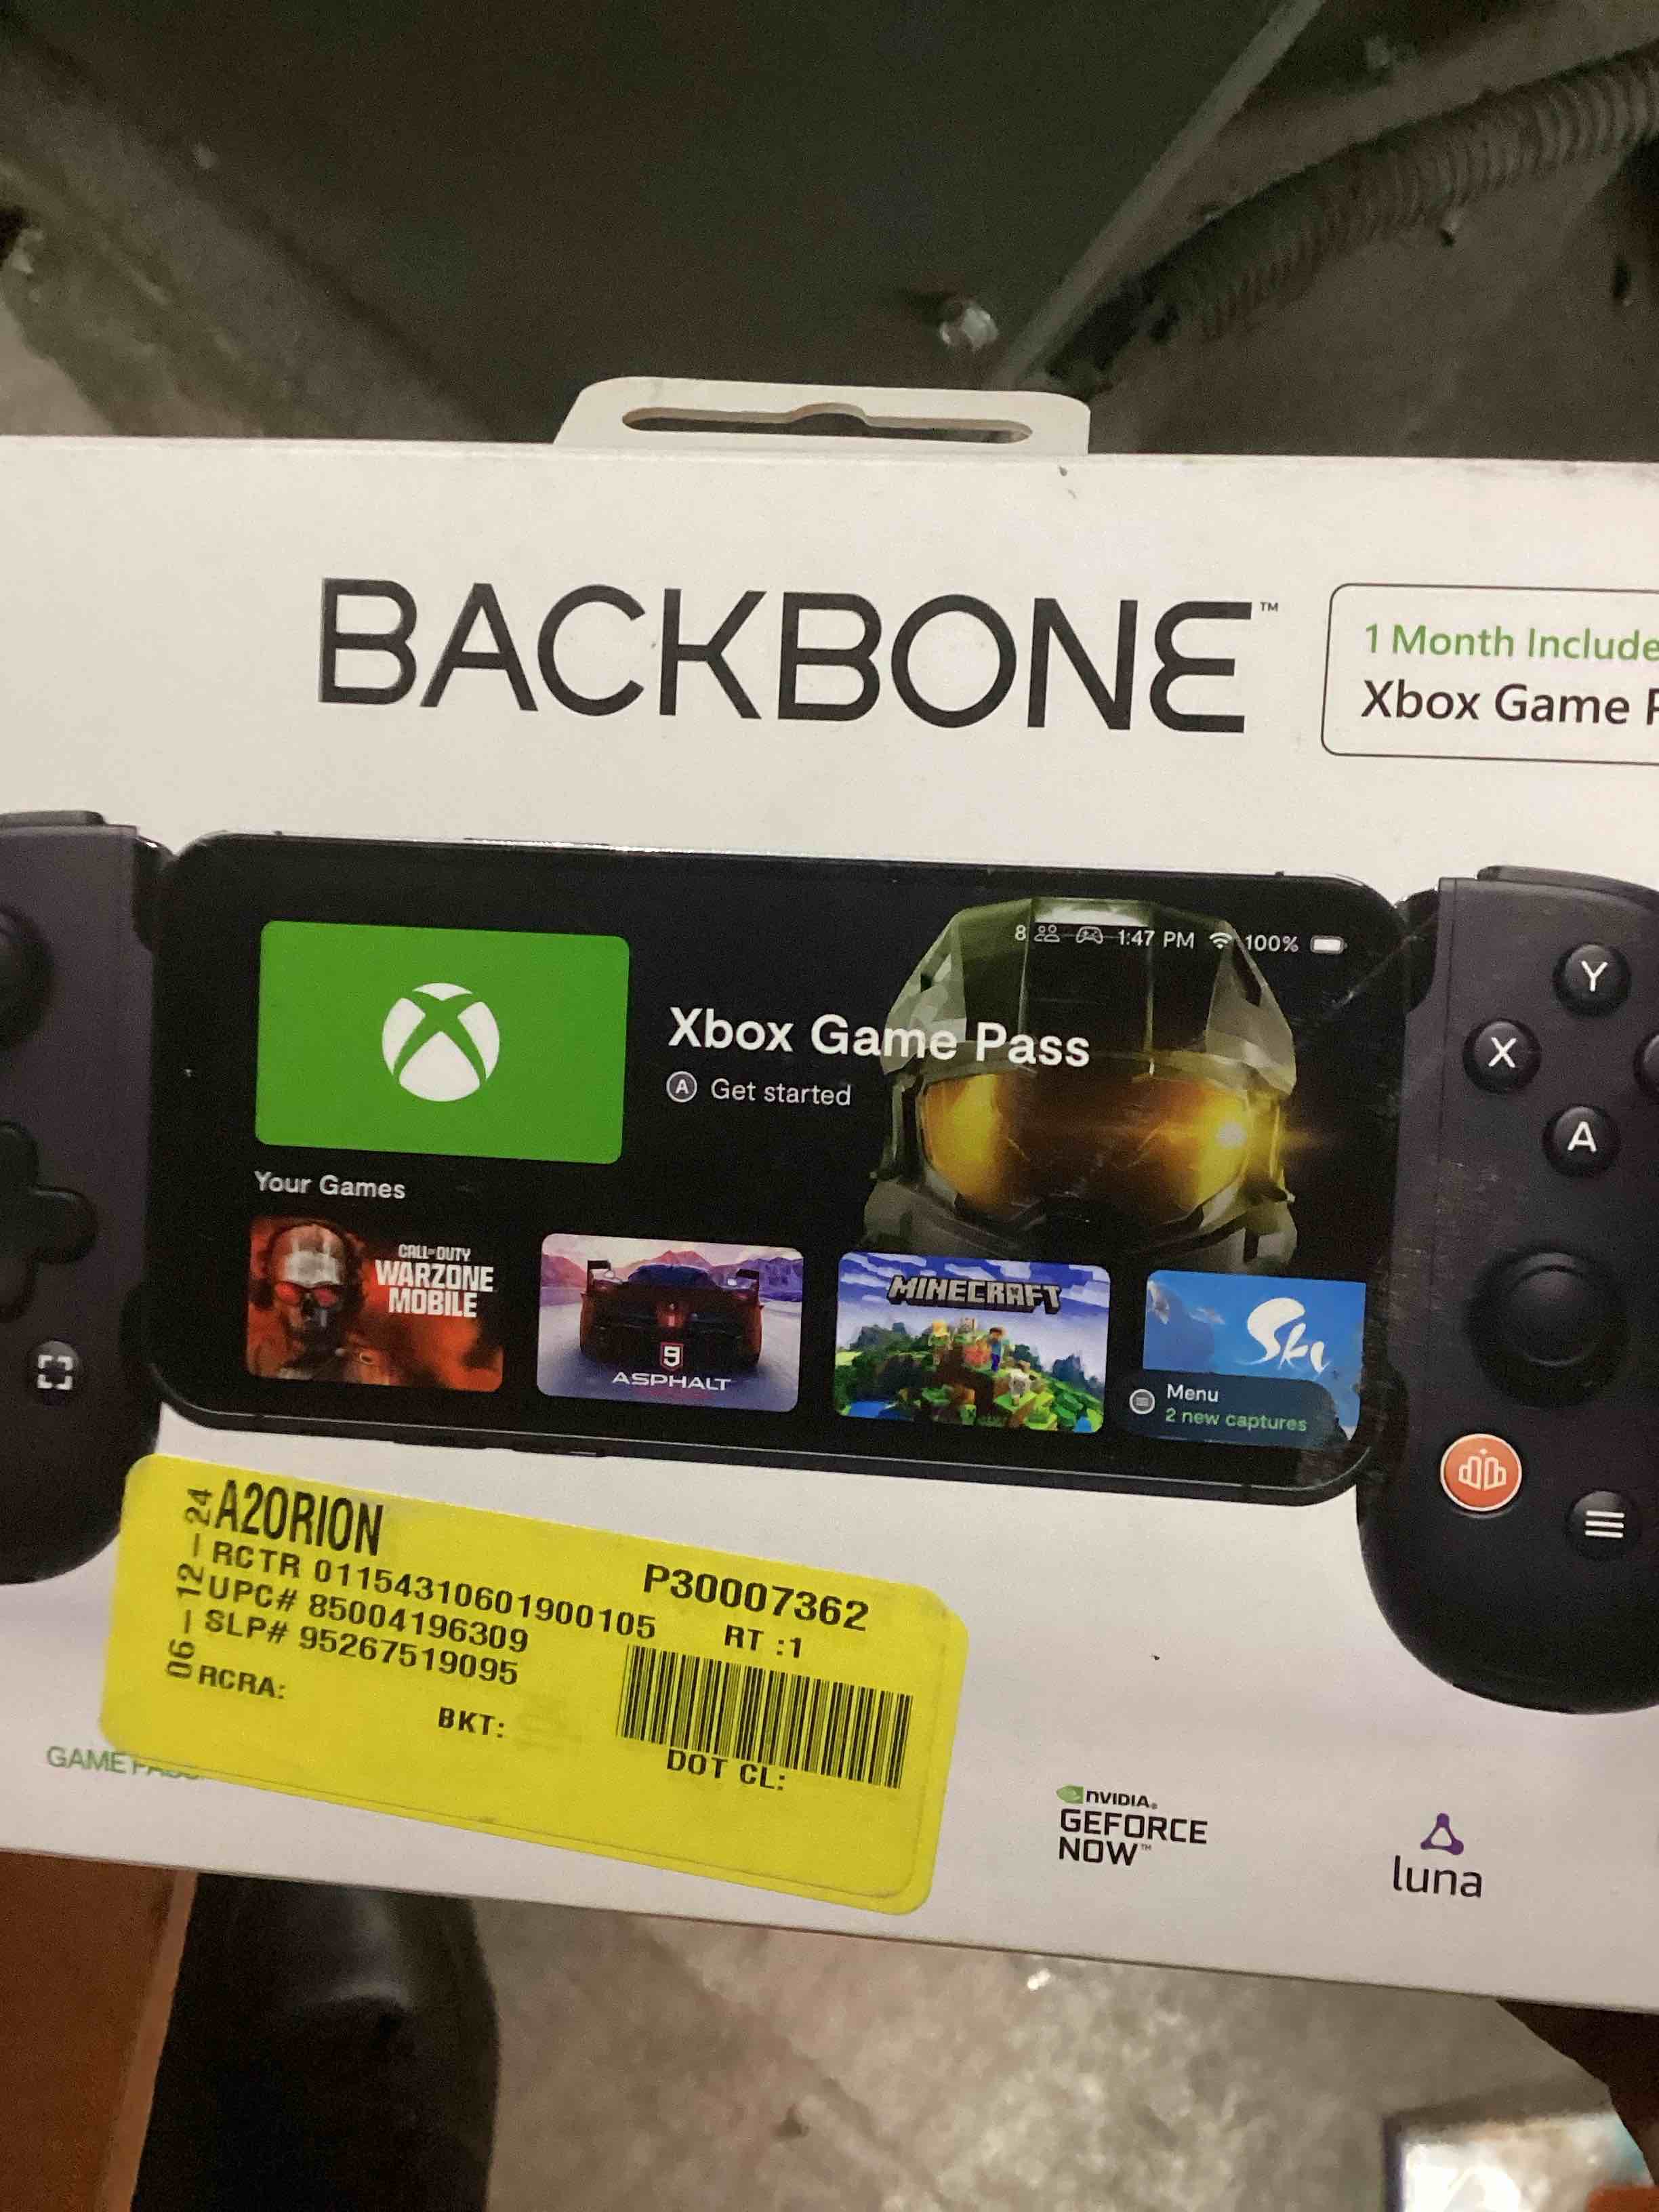 BACKBONE™
1 Month Include
Xbox Game P
8 1:47 PM 100%
Xbox Game Pass
A Get started
Your Games
CALL OF DUTY
WARZONE
MOBILE
9
ASPHALT
MINECRAFT
Sky
Menu
2 new captures
Y
X
A
06 - 12 - 24
A2ORION
P30007362
RCTR 01154310601900105
RT :1
UPC# 85004196309
SLP# 95267519095
RCRA:
BKT:
DOT CL:
GAME PASS
NVIDIA®
GEFORCE
NOW™
luna